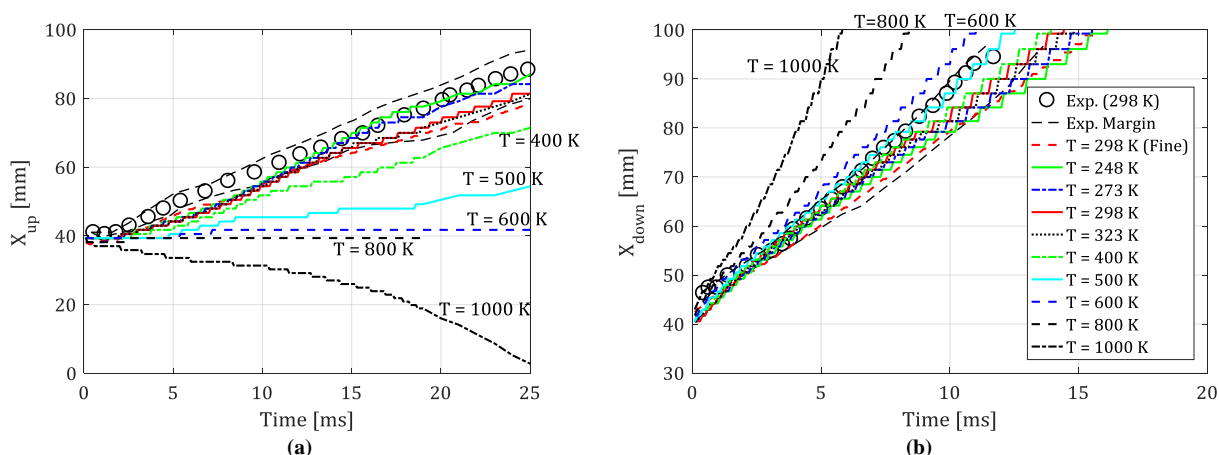 100
80
60
40
20
0
0
5
10
15
20
25
X_up [mm]
Time [ms]
T = 400 K
T = 500 K
T = 600 K
T = 800 K
T = 1000 K
(a)
T=800 K
T=600 K
T = 1000K
100
90
80
70
60
50
40
30
0
5
10
15
20
X_down [mm]
Time [ms]
Exp. (298 K)
Exp. Margin
T = 298 K (Fine)
T = 248 K
T = 273 K
T = 298 K
T = 323 K
T = 400 K
T = 500 K
T = 600 K
T = 800 K
T = 1000 K
(b)